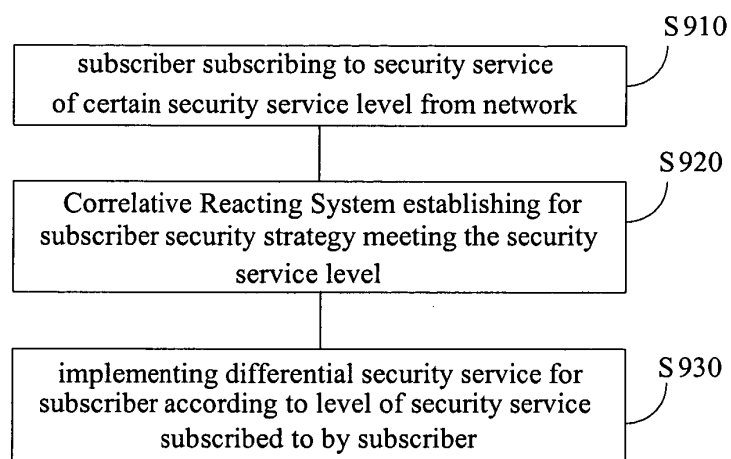 S910
subscriber subscribing to security service
of certain security service level from network
S920
Correlative Reacting System establishing for
subscriber security strategy meeting the security
service level
S930
implementing differential security service for
subscriber according to level of security service
subscribed to by subscriber